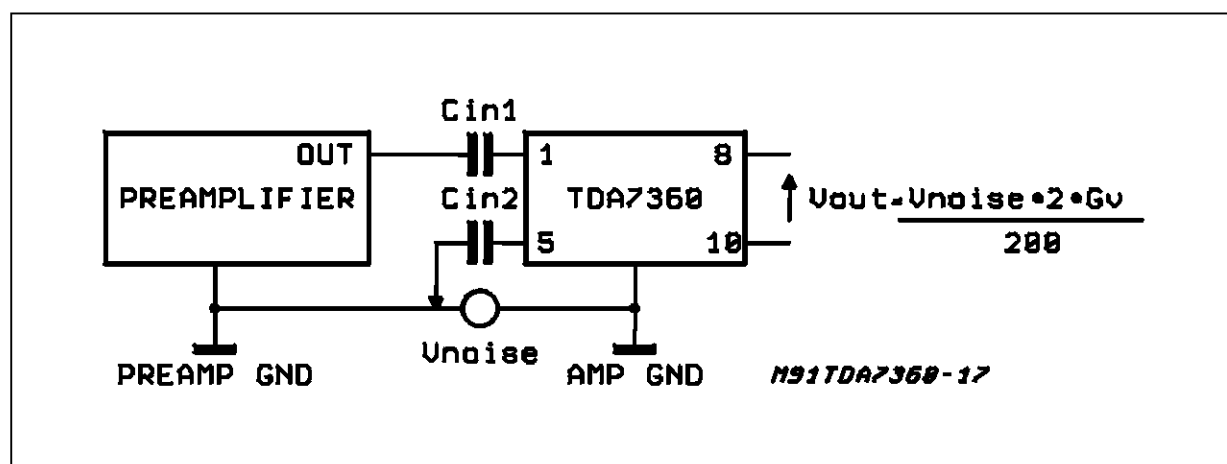 Cin1
OUT
1
8
PREAMPLIFIER
Cin2
TDA7360
Vout=Vnoise•2•Gv
200
5
10
Vnoise
PREAMP GND
AMP GND
M91TDA7360-17